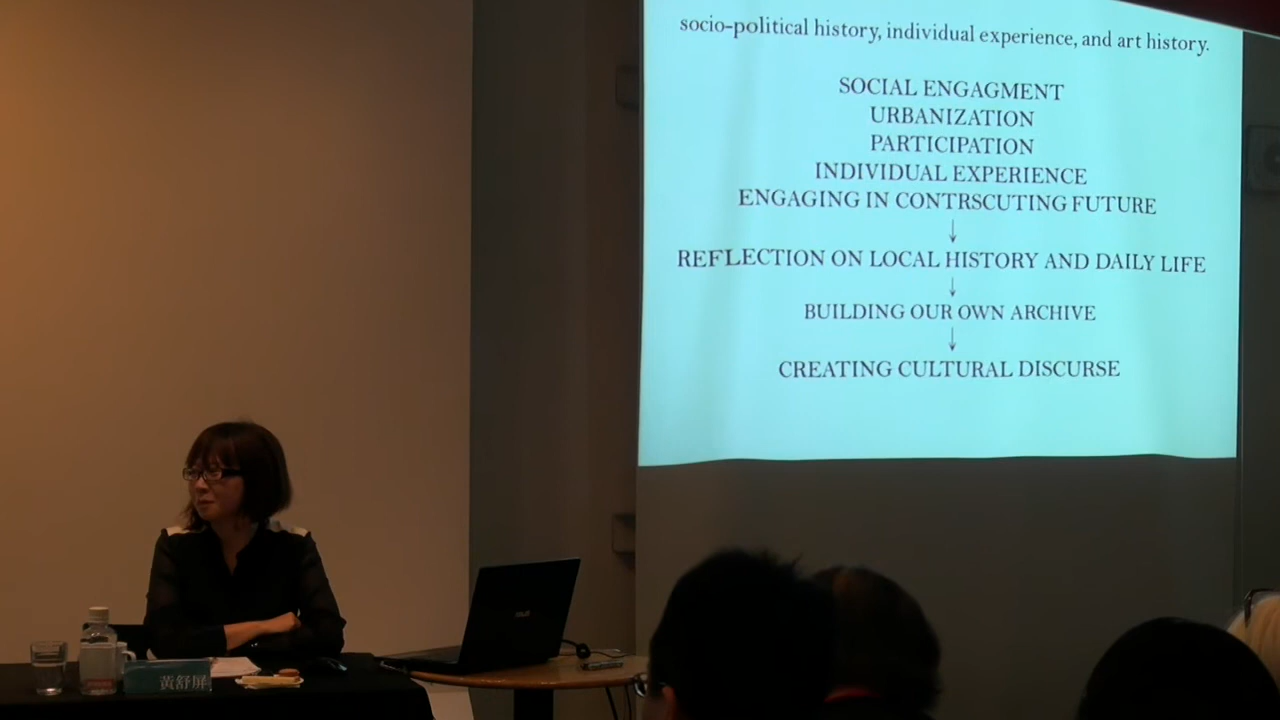 socio-political history, individual experience, and art history.
SOCIAL ENGAGMENT
URBANIZATION
PARTICIPATION
INDIVIDUAL EXPERIENCE
ENGAGING IN CONTRSCUTING FUTURE
↓
REFLECTION ON LOCAL HISTORY AND DAILY LIFE
↓
BUILDING OUR OWN ARCHIVE
↓
CREATING CULTURAL DISCURSE
ASUS
黃舒屏